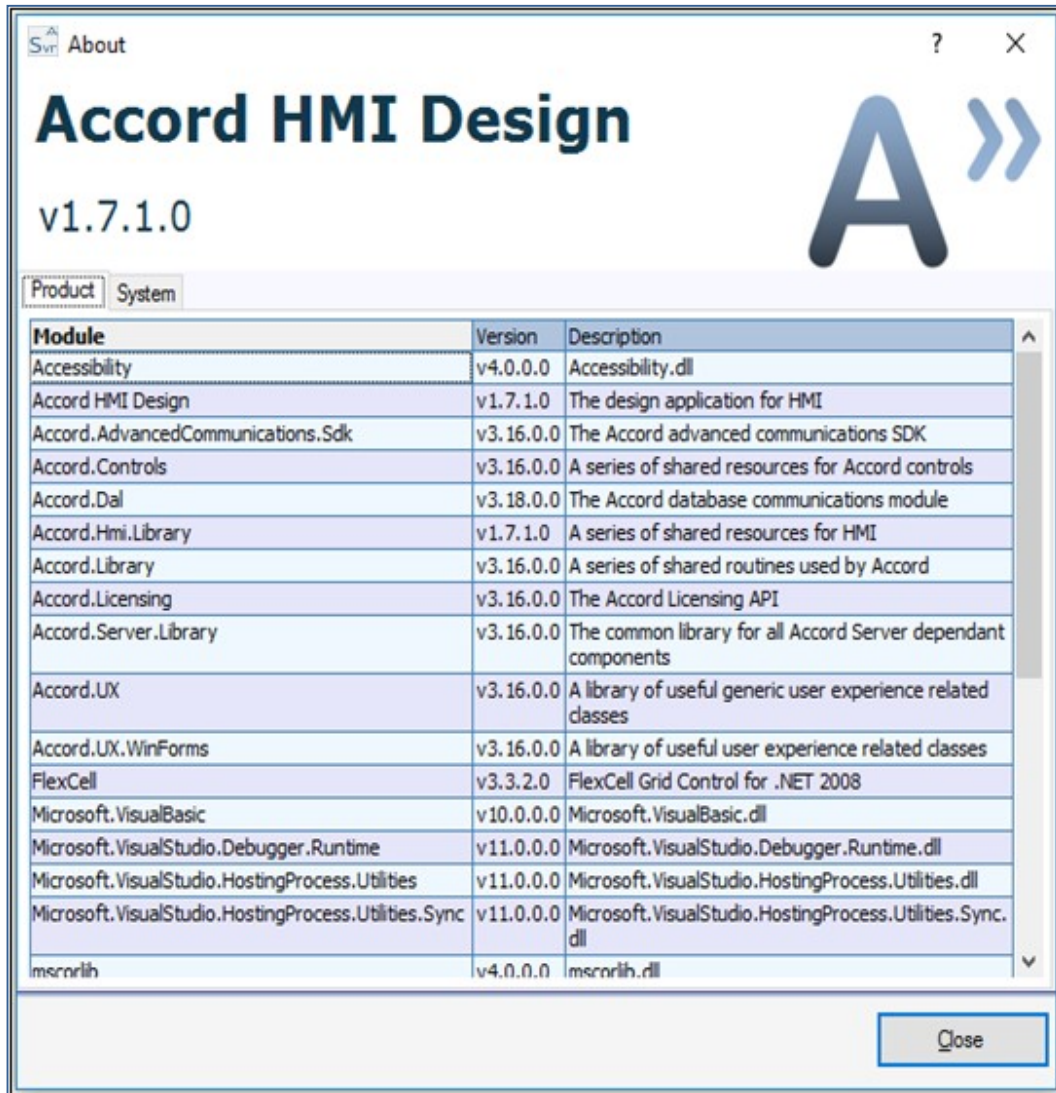 Svr A About ?
Accord HMI Design
A
v1.7.1.0
Product System
Module Version Description
Accessibility v4.0.0.0 Accessibility.dll
Accord HMI Design v1.7.1.0 The design application for HMI
Accord.AdvancedCommunications.Sdk v3.16.0.0 The Accord advanced communications SDK
Accord.Controls v3.16.0.0 A series of shared resources for Accord controls
Accord.Dal v3.18.0.0 The Accord database communications module
Accord.Hmi.Library v1.7.1.0 A series of shared resources for HMI
Accord.Library v3.16.0.0 A series of shared routines used by Accord
Accord.Licensing v3.16.0.0 The Accord Licensing API
Accord.Server.Library v3.16.0.0 The common library for all Accord Server dependant
components
Accord.UX v3.16.0.0 A library of useful generic user experience related
classes
Accord.UX.WinForms v3.16.0.0 A library of useful user experience related classes
FlexCell v3.3.2.0 FlexCell Grid Control for .NET 2008
Microsoft.VisualBasic v10.0.0.0 Microsoft.VisualBasic.dll
Microsoft.VisualStudio.Debugger.Runtime v11.0.0.0 Microsoft.VisualStudio.Debugger.Runtime.dll
Microsoft.VisualStudio.HostingProcess.Utilities v11.0.0.0 Microsoft.VisualStudio.HostingProcess.Utilities.dll
Microsoft.VisualStudio.HostingProcess.Utilities.Sync v11.0.0.0 Microsoft.VisualStudio.HostingProcess.Utilities.Sync.
dll
mscorlib v4.0.0.0 mscorlib.dll
Close